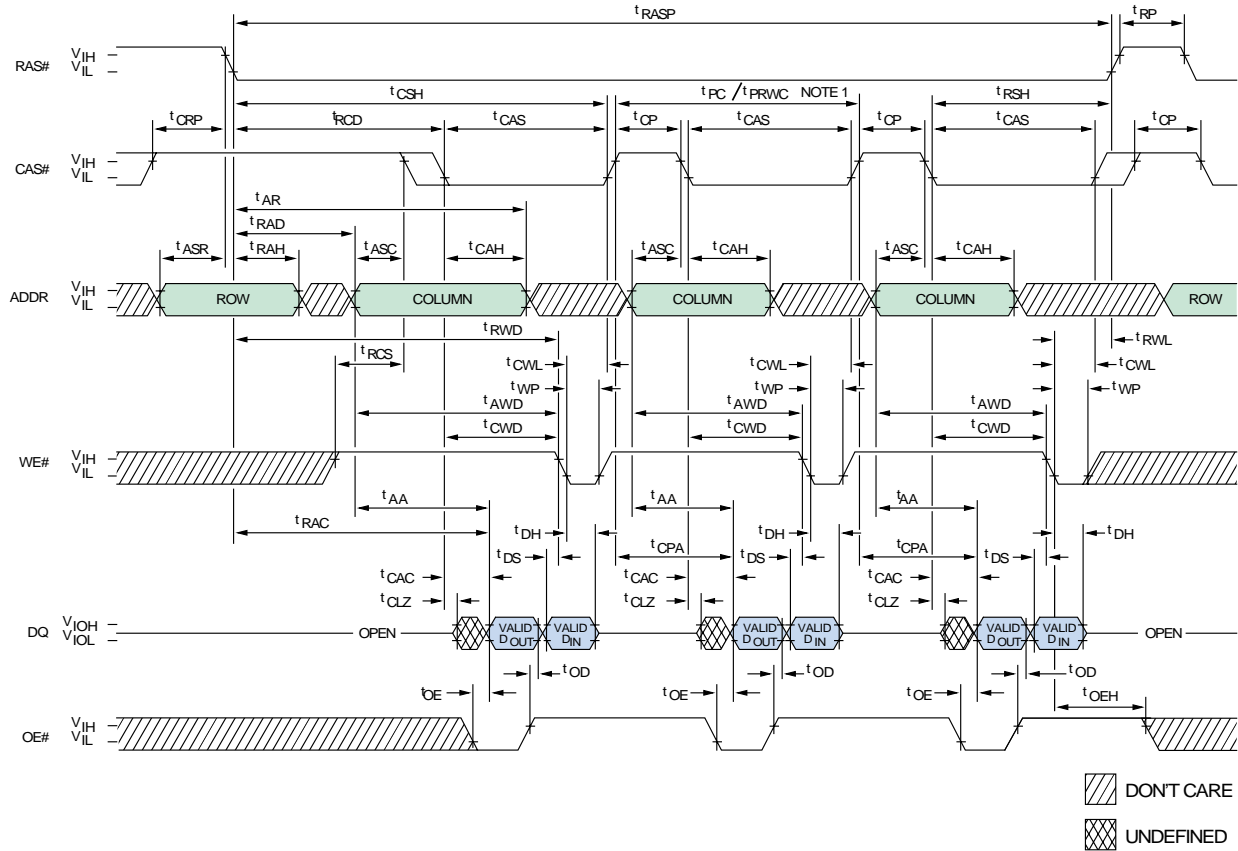 tRASP tRP
RAS# VIH
VIL
tCSH tPC / tPRWC NOTE 1 tRSH
tCRP tRCD tCAS tCP tCAS tCP tCAS tCP
CAS# VIH
VIL
tAR
tRAD
tASR tRAH tASC tCAH tASC tCAH tASC tCAH
ADDR VIH
VIL
ROW COLUMN COLUMN COLUMN ROW
tRWD tRWL
tRCS tCWL tCWL tCWL
tWP tWP tWP
tAWD tAWD tAWD
tCWD tCWD tCWD
WE# VIH
VIL
tAA tAA tAA
tRAC tDH tDH tDH
tCPA tCPA
tDS tDS tDS
tCAC tCAC tCAC
tCLZ tCLZ tCLZ
DQ VIOH
VIOL
OPEN VALID DOUT VALID DIN VALID DOUT VALID DIN VALID DOUT VALID DIN OPEN
tOD tOD tOD
tOE tOE tOE tOEH
OE# VIH
VIL
DON'T CARE
UNDEFINED